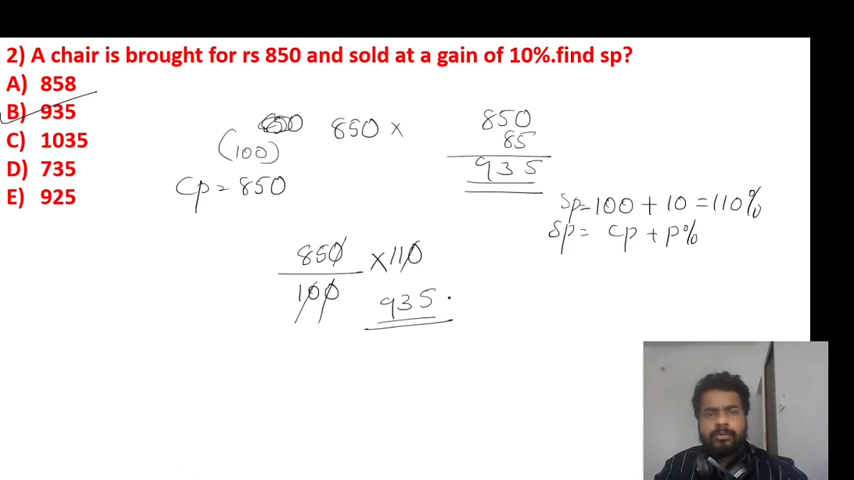 2) A chair is brought for rs 850 and sold at a gain of 10%.find sp?
A) 858
B) 935
C) 1035
D) 735
E) 925
850 ×
(100)
Cp = 850
850
85
935
Sp=100 + 10 = 110%
Sp= Cp + P%
850 × 110
100
935.